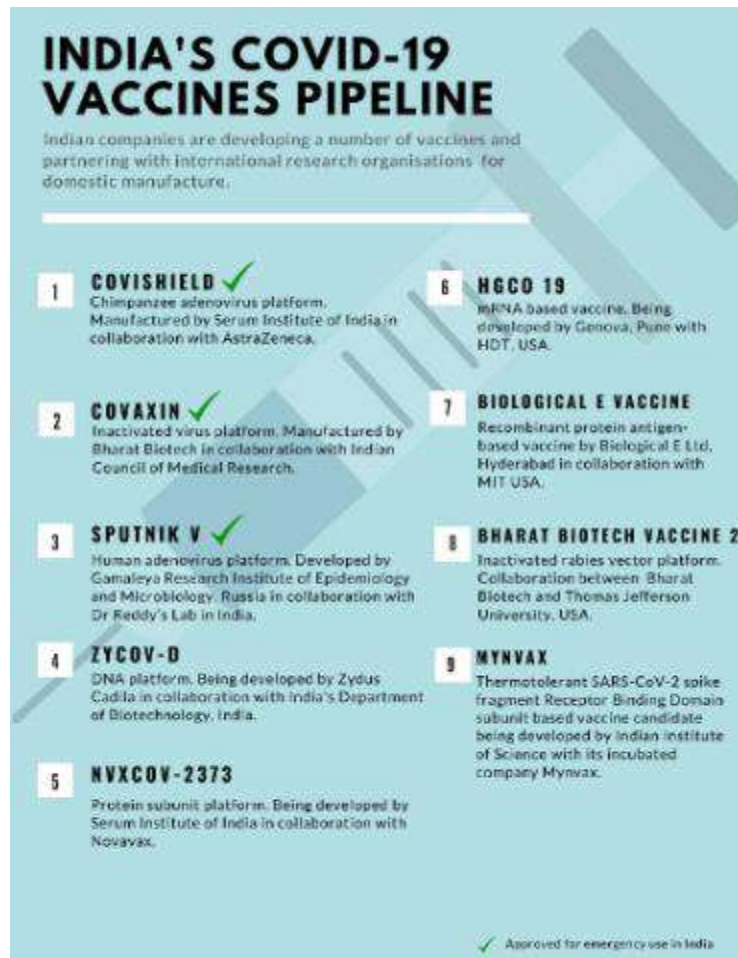 INDIA'S COVID-19
VACCINES PIPELINE
Indian companies are developing a number of vaccines and
partnering with international research organisations for
domestic manufacture.
1
COVISHIELD
Chimpanzee adenovirus platform.
Manufactured by Serum Institute of India in
collaboration with AstraZeneca.
2
COVAXIN
Inactivated virus platform. Manufactured by
Bharat Biotech in collaboration with Indian
Council of Medical Research.
3
SPUTNIK V
Human adenovirus platform. Developed by
Gamaleya Research Institute of Epidemiology
and Microbiology, Russia in collaboration with
Dr Reddy's Lab in India.
4
ZYCOV-D
DNA platform. Being developed by Zydus
Cadila in collaboration with India's Department
of Biotechnology, India.
5
NVXCOV-2373
Protein subunit platform. Being developed by
Serum Institute of India in collaboration with
Novavax.
6
HGCO 19
mRNA based vaccine. Being
developed by Genova, Pune with
HDT, USA.
7
BIOLOGICAL E VACCINE
Recombinant protein antigen-
based vaccine by Biological E Ltd,
Hyderabad in collaboration with
MIT USA.
8
BHARAT BIOTECH VACCINE 2
Inactivated rabies vector platform.
Collaboration between Bharat
Biotech and Thomas Jefferson
University, USA.
9
MYNVAX
Thermotolerant SARS-CoV-2 spike
fragment Receptor Binding Domain
subunit based vaccine candidate
being developed by Indian Institute
of Science with its incubated
company Mynvax.
Approved for emergency use in India